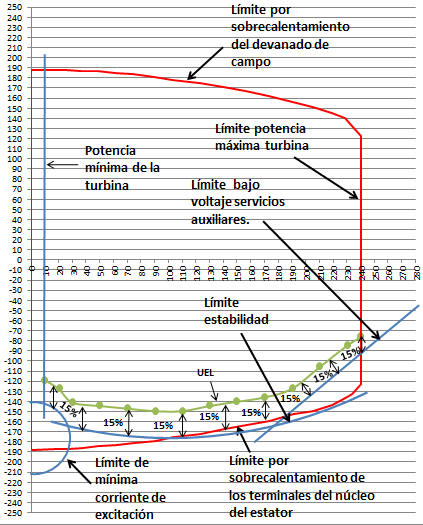 250
240
230
220
210
200
190
180
170
160
150
140
130
120
110
100
90
80
70
60
50
40
30
20
10
0
-10
-20
-30
-40
-50
-60
-70
-80
-90
-100
-110
-120
-130
-140
-150
-160
-170
-180
-190
-200
-210
-220
-230
-240
-250
Límite por
sobrecalentamiento
del devanado de
campo
Límite potencia
máxima turbina
Potencia
mínima de la
turbina
Límite bajo
voltaje servicios
auxiliares.
0 10 20 30 40 50 60 70 80 90 100 110 120 130 140 150 160 170 180 190 200 210 220 230 240 250 260 270 280
Límite
estabilidad
UEL
15%
15%
15%
15%
15%
15%
15%
15%
Límite de
mínima
corriente de
excitación
Límite por
sobrecalentamiento de
los terminales del núcleo
del estator